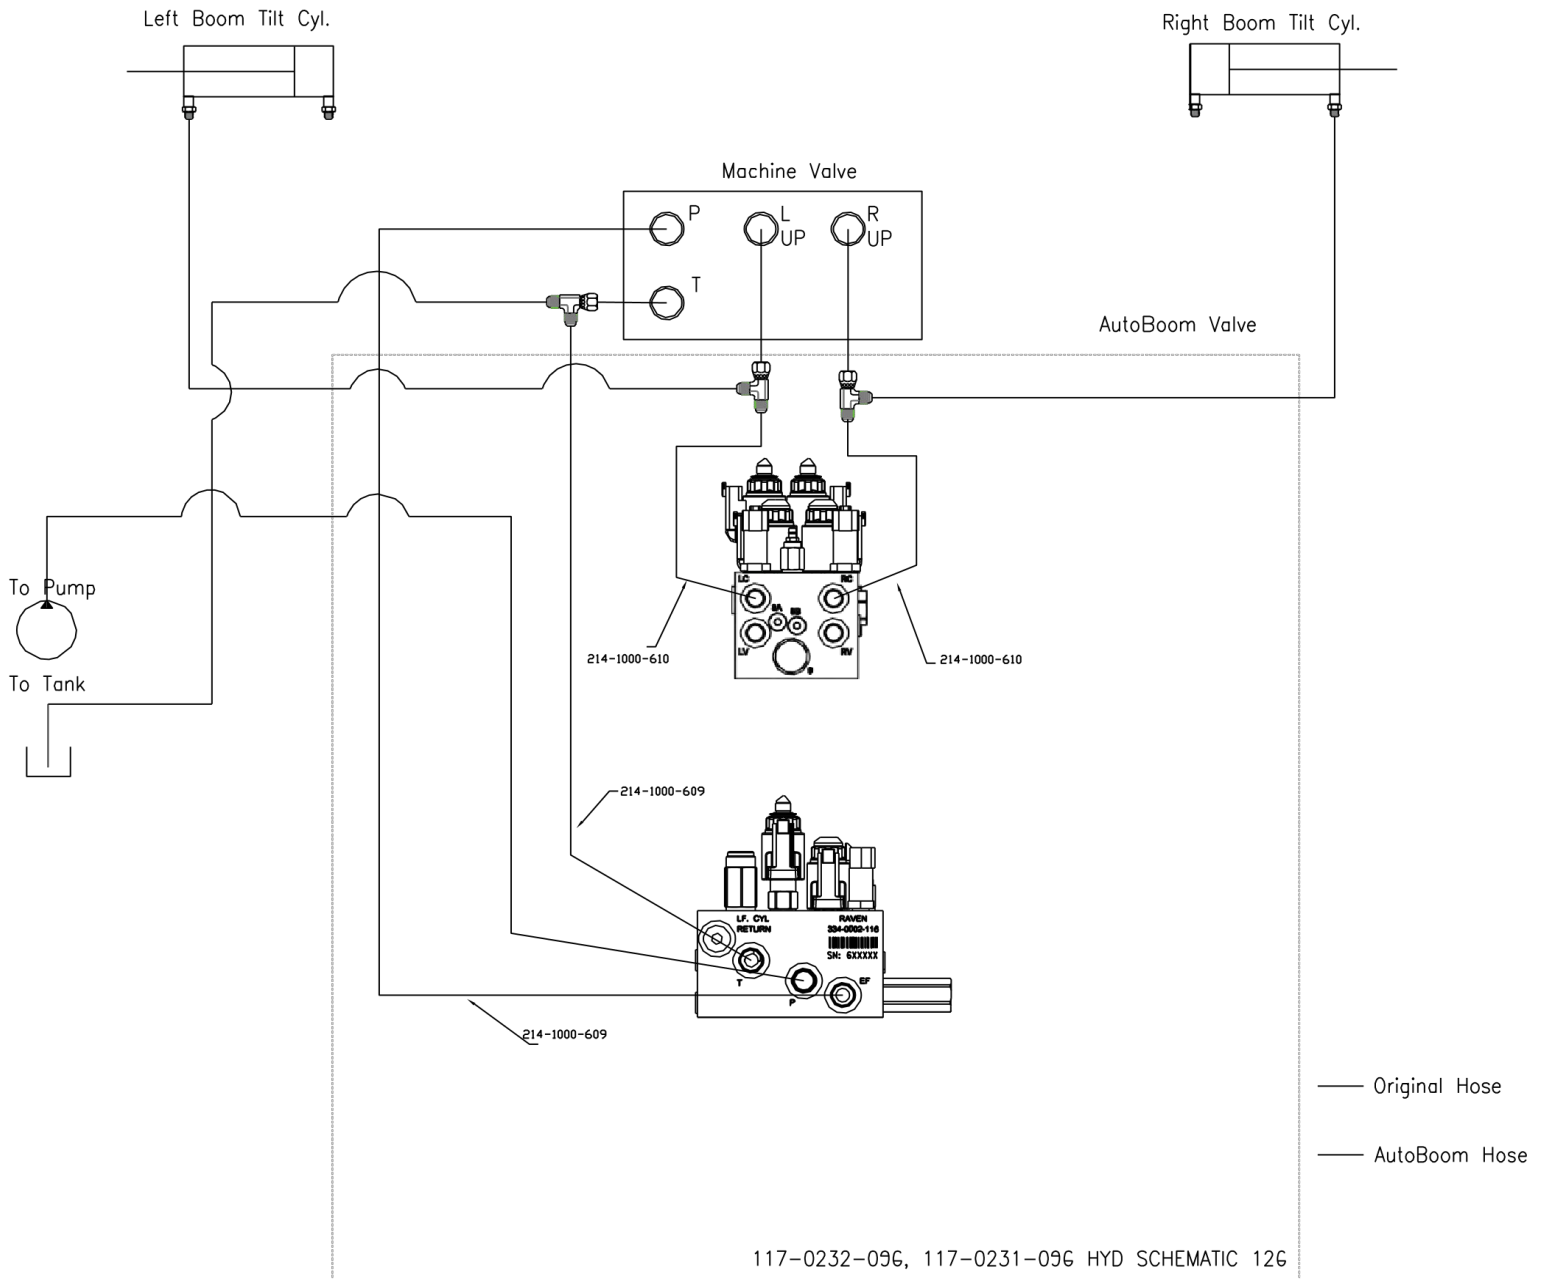 Left Boom Tilt Cyl.
Right Boom Tilt Cyl.
Machine Valve
P
L
UP
R
UP
T
AutoBoom Valve
To Pump
To Tank
LC
RC
SA
SB
LV
RV
P
214-1000-610
214-1000-610
214-1000-609
LF. CYL
RETURN
RAVEN
334-0002-116
SN: 6XXXXX
T
P
EF
214-1000-609
Original Hose
AutoBoom Hose
117-0232-096, 117-0231-096 HYD SCHEMATIC 126